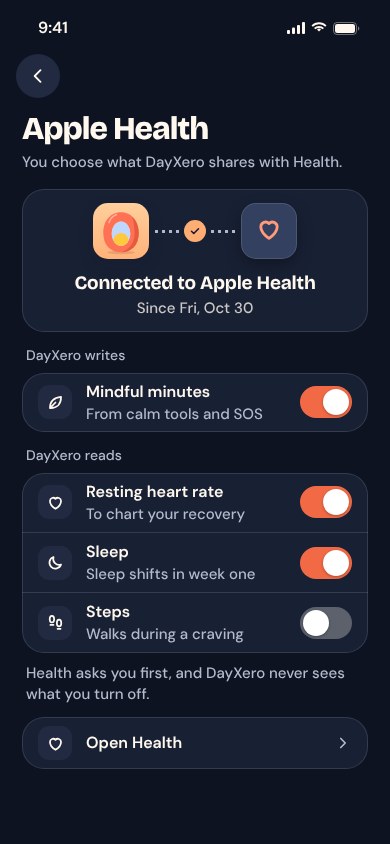 9:41
Apple Health
You choose what DayXero shares with Health.
Connected to Apple Health
Since Fri, Oct 30
DayXero writes
Mindful minutes
From calm tools and SOS
DayXero reads
Resting heart rate
To chart your recovery
Sleep
Sleep shifts in week one
Steps
Walks during a craving
Health asks you first, and DayXero never sees
what you turn off.
Open Health